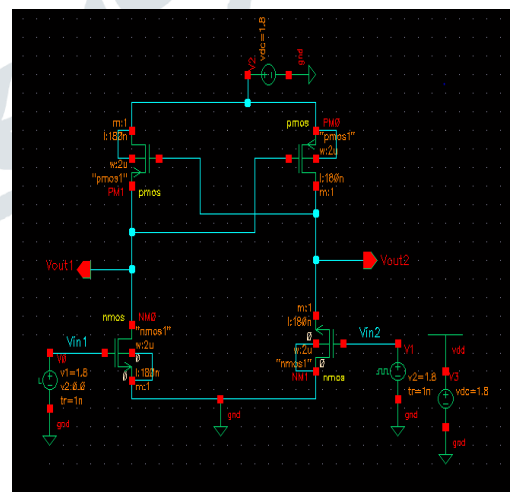 vdc=1.8
V2
gnd
m:1
l:180n
w:2u
"pmos1"
PM1
pmos
pmos
PM0
"pmos1"
w:2u
l:180n
m:1
Vout1
Vout2
nmos
NM0
"nmos1"
w:2u
l:180n
m:1
m:1
l:180n
w:2u
"nmos1"
NM1
nmos
Vin1
V0
v1=1.8
v2:0.0
tr=1n
gnd
gnd
Vin2
V1
v2=1.8
tr=1n
gnd
vdd
V3
vdc=1.8
gnd